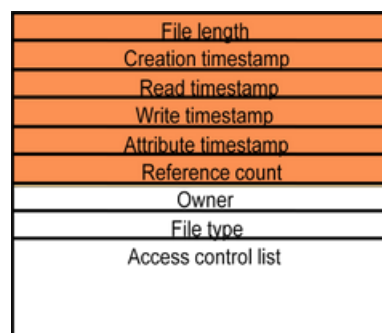 File length
Creation timestamp
Read timestamp
Write timestamp
Attribute timestamp
Reference count
Owner
File type
Access control list